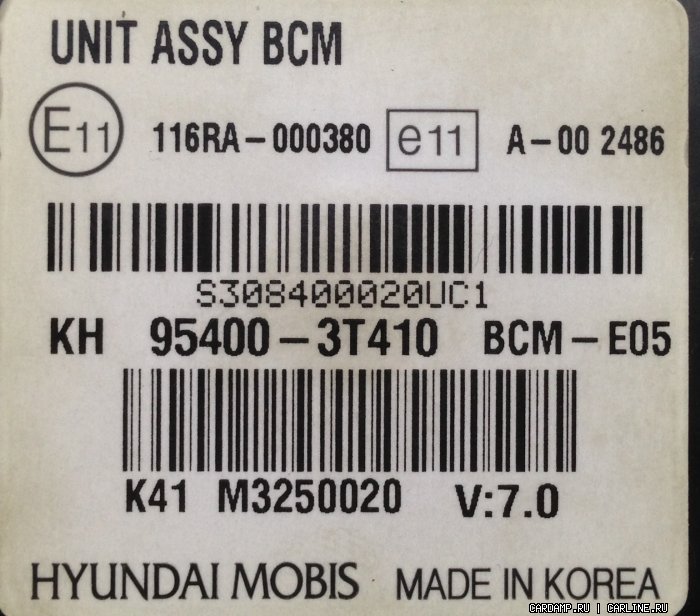 UNIT ASSY BCM
E11 116RA-000380 e11 A-00 2486
S308400020UC1
KH 95400-3T410 BCM-E05
K41 M3250020 V:7.0
HYUNDAI MOBIS MADE IN KOREA
CARDAMP.RU | CARLINE.RU